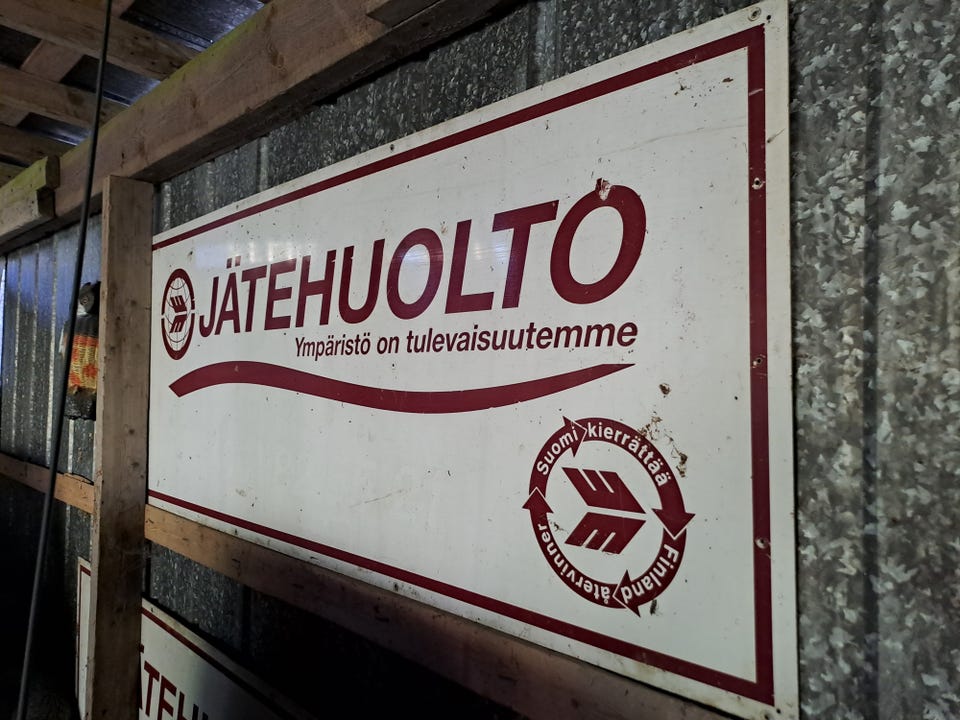 JÄTEHUOLTO
Ympäristö on tulevaisuutemme
Suomi kierrättää
Finland återvinner